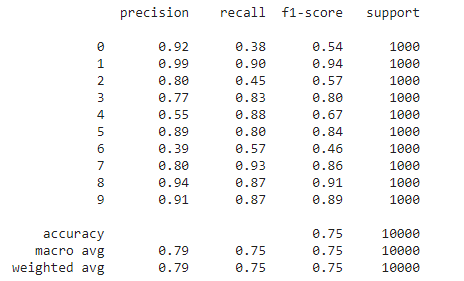 precision recall f1-score support
0 0.92 0.38 0.54 1000
1 0.99 0.90 0.94 1000
2 0.80 0.45 0.57 1000
3 0.77 0.83 0.80 1000
4 0.55 0.88 0.67 1000
5 0.89 0.80 0.84 1000
6 0.39 0.57 0.46 1000
7 0.80 0.93 0.86 1000
8 0.94 0.87 0.91 1000
9 0.91 0.87 0.89 1000
accuracy 0.75 10000
macro avg 0.79 0.75 0.75 10000
weighted avg 0.79 0.75 0.75 10000